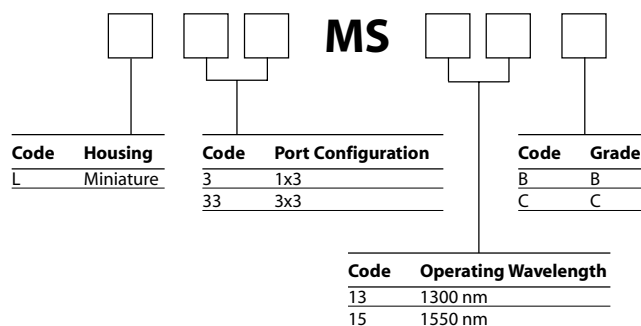 MS
Code Housing
L Miniature
Code Port Configuration
3 1x3
33 3x3
Code Grade
B B
C C
Code Operating Wavelength
13 1300 nm
15 1550 nm